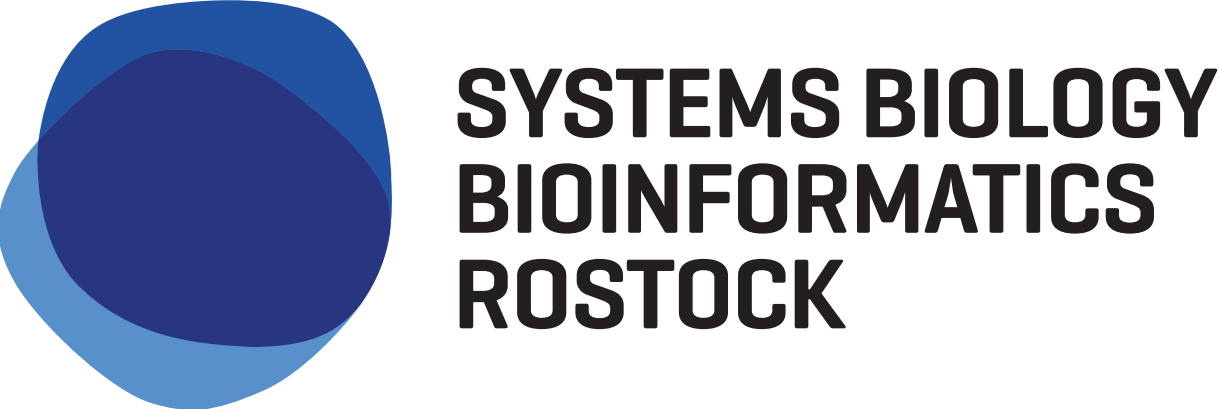 SYSTEMS BIOLOGY
BIOINFORMATICS
ROSTOCK